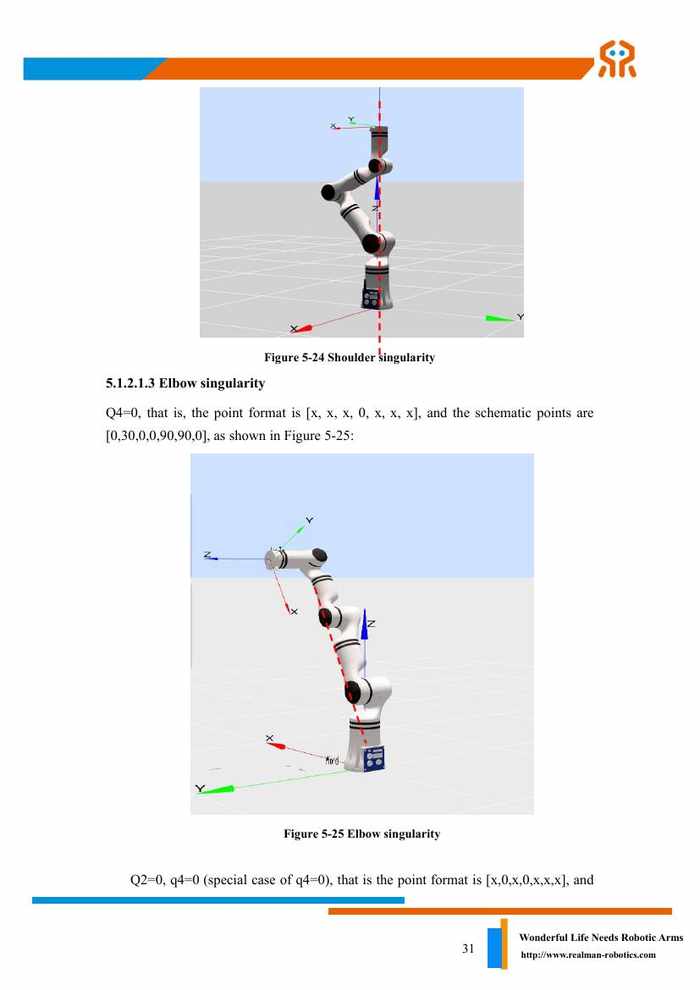 X
Y
Z
X
Y
Figure 5-24 Shoulder singularity
5.1.2.1.3 Elbow singularity
Q4=0, that is, the point format is [x, x, x, 0, x, x, x], and the schematic points are
[0,30,0,0,90,90,0], as shown in Figure 5-25:
Y
Z
X
Z
X
Y
Figure 5-25 Elbow singularity
Q2=0, q4=0 (special case of q4=0), that is the point format is [x,0,x,0,x,x,x], and
31
Wonderful Life Needs Robotic Arms
http://www.realman-robotics.com